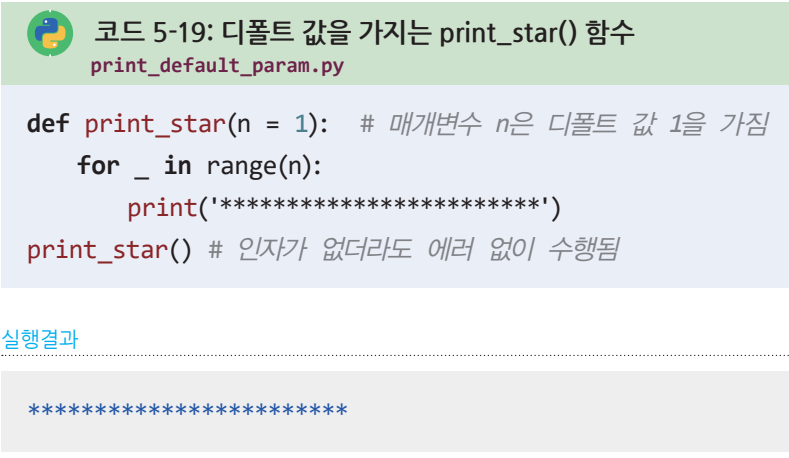 코드 5-19: 디폴트 값을 가지는 print_star() 함수
print_default_param.py
def print_star(n = 1):  # 매개변수 n은 디폴트 값 1을 가짐
    for _ in range(n):
        print('************************')
print_star() # 인자가 없더라도 에러 없이 수행됨
실행결과
************************